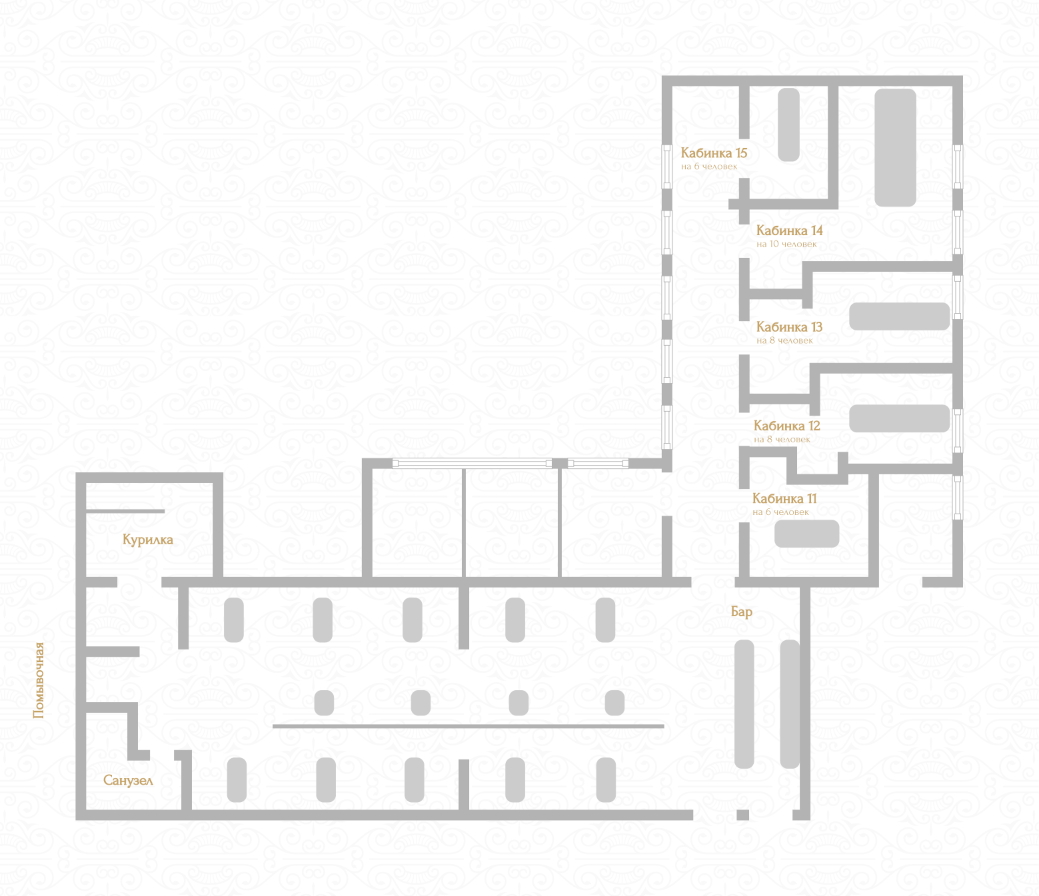 Кабинка 15
на 6 человек
Кабинка 14
на 10 человек
Кабинка 13
на 8 человек
Кабинка 12
на 8 человек
Кабинка 11
на 6 человек
Курилка
Бар
Помывочная
Санузел